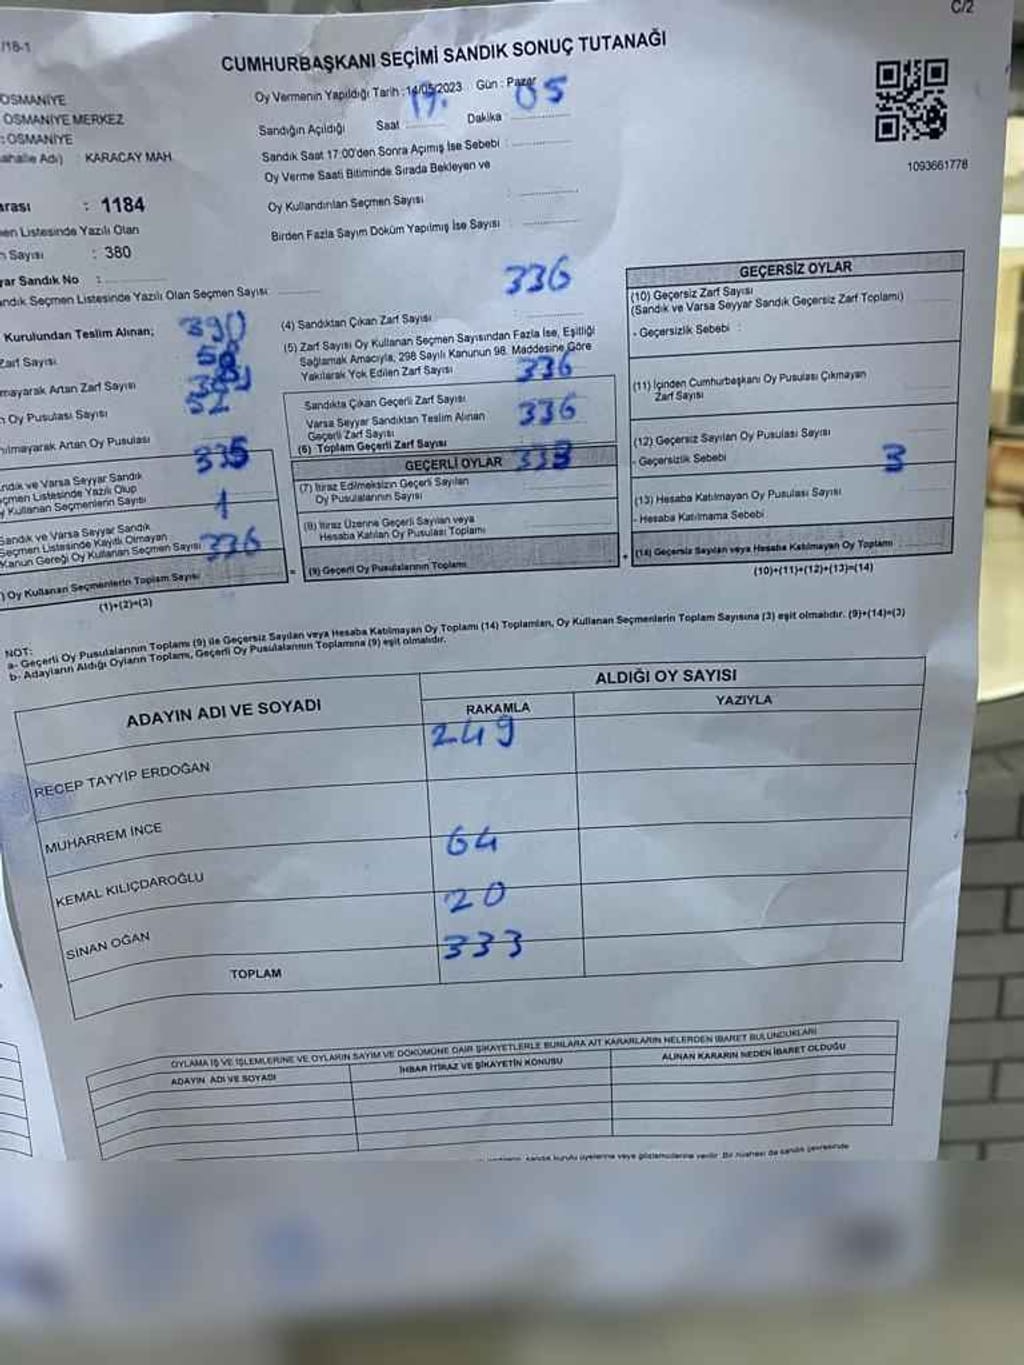 /18-1
C/2
CUMHURBAŞKANI SEÇİMİ SANDIK SONUÇ TUTANAĞI
OSMANİYE
OSMANİYE MERKEZ
: OSMANİYE
ahalle Adı) : KARACAY MAH
arası : 1184
en Listesinde Yazılı Olan
n Sayısı : 380
yar Sandık No :
ndık Seçmen Listesinde Yazılı Olan Seçmen Sayısı
Oy Vermenin Yapıldığı Tarih : 14/05/2023 Gün : Pazar
Sandığın Açıldığı Saat 17. Dakika : 05
Sandık Saat 17:00'den Sonra Açımış İse Sebebi :
Oy Verme Saati Bitiminde Sırada Bekleyen ve
Oy Kullandırılan Seçmen Sayısı :
Birden Fazla Sayım Döküm Yapılmış İse Sayısı :
1093661778
Kurulundan Teslim Alınan; 390
Zarf Sayısı
mayarak Artan Zarf Sayısı
n Oy Pusulası Sayısı
nılmayarak Artan Oy Pusulası
335
ndık ve Varsa Seyyar Sandık
çmen Listesinde Yazılı Olup
y Kullanan Seçmenlerin Sayısı
1
Sandık ve Varsa Seyyar Sandık
Seçmen Listesinde Kayıtlı Olmayan
Kanun Gereği Oy Kullanan Seçmen Sayısı
336
) Oy Kullanan Seçmenlerin Toplam Sayısı
(1)+(2)=(3)
336
(4) Sandıktan Çıkan Zarf Sayısı :
(5) Zarf Sayısı Oy Kullanan Seçmen Sayısından Fazla İse, Eşitliği
Sağlamak Amacıyla, 298 Sayılı Kanunun 98. Maddesine Göre
Yakılarak Yok Edilen Zarf Sayısı
336
Sandıkta Çıkan Geçerli Zarf Sayısı
Varsa Seyyar Sandıktan Teslim Alınan
Geçerli Zarf Sayısı
336
(6) Toplam Geçerli Zarf Sayısı
GEÇERLİ OYLAR 333
(7) İtiraz Edilmeksizin Geçerli Sayılan
Oy Pusulalarının Sayısı
(8) İtiraz Üzerine Geçerli Sayılan veya
Hesaba Katılan Oy Pusulası Toplamı
= (9) Geçerli Oy Pusulalarının Toplamı +
GEÇERSİZ OYLAR
(10) Geçersiz Zarf Sayısı
(Sandık ve Varsa Seyyar Sandık Geçersiz Zarf Toplamı)
- Geçersizlik Sebebi :
(11) İçinden Cumhurbaşkanı Oy Pusulası Çıkmayan
Zarf Sayısı
(12) Geçersiz Sayılan Oy Pusulası Sayısı
- Geçersizlik Sebebi 3
(13) Hesaba Katılmayan Oy Pusulası Sayısı
- Hesaba Katılmama Sebebi
(14) Geçersiz Sayılan veya Hesaba Katılmayan Oy Toplamı
(10)+(11)+(12)+(13)=(14)
NOT:
a- Geçerli Oy Pusulalarının Toplamı (9) ile Geçersiz Sayılan veya Hesaba Katılmayan Oy Toplamı (14) Toplamları, Oy Kullanan Seçmenlerin Toplam Sayısına (3) eşit olmalıdır. (9)+(14)=(3)
b- Adayların Aldığı Oyların Toplamı, Geçerli Oy Pusulalarının Toplamına (9) eşit olmalıdır.
ADAYIN ADI VE SOYADI ALDIĞI OY SAYISI
RAKAMLA YAZIYLA
RECEP TAYYİP ERDOĞAN 249
MUHARREM İNCE
KEMAL KILIÇDAROĞLU 64
SİNAN OĞAN 20
TOPLAM 333
OYLAMA İŞ VE İŞLEMLERİNE VE OYLARIN SAYIM VE DÖKÜMÜNE DAİR ŞİKAYETLERLE BUNLARA AİT KARARLARIN NELERDEN İBARET BULUNDUKLARI
ADAYIN ADI VE SOYADI İHBAR İTİRAZ VE ŞİKAYETİN KONUSU ALINAN KARARIN NEDEN İBARET OLDUĞU
sandık kurulu üyelerine veya gözlemcilerine verilir. Bir nüshası da sandık çevresinde